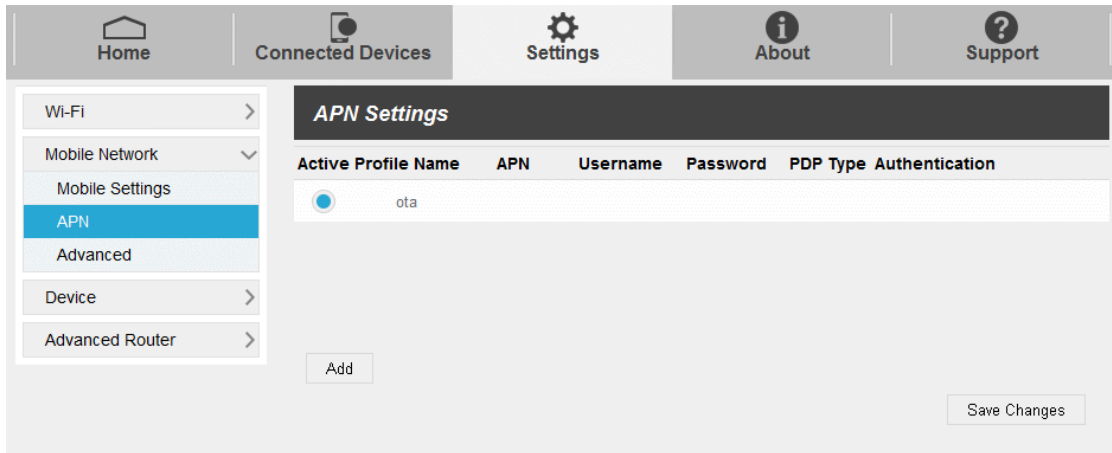 Home Connected Devices Settings About Support
Wi-Fi
APN Settings
Mobile Network
Active Profile Name APN Username Password PDP Type Authentication
Mobile Settings
ota
APN
Advanced
Device
Advanced Router
Add
Save Changes